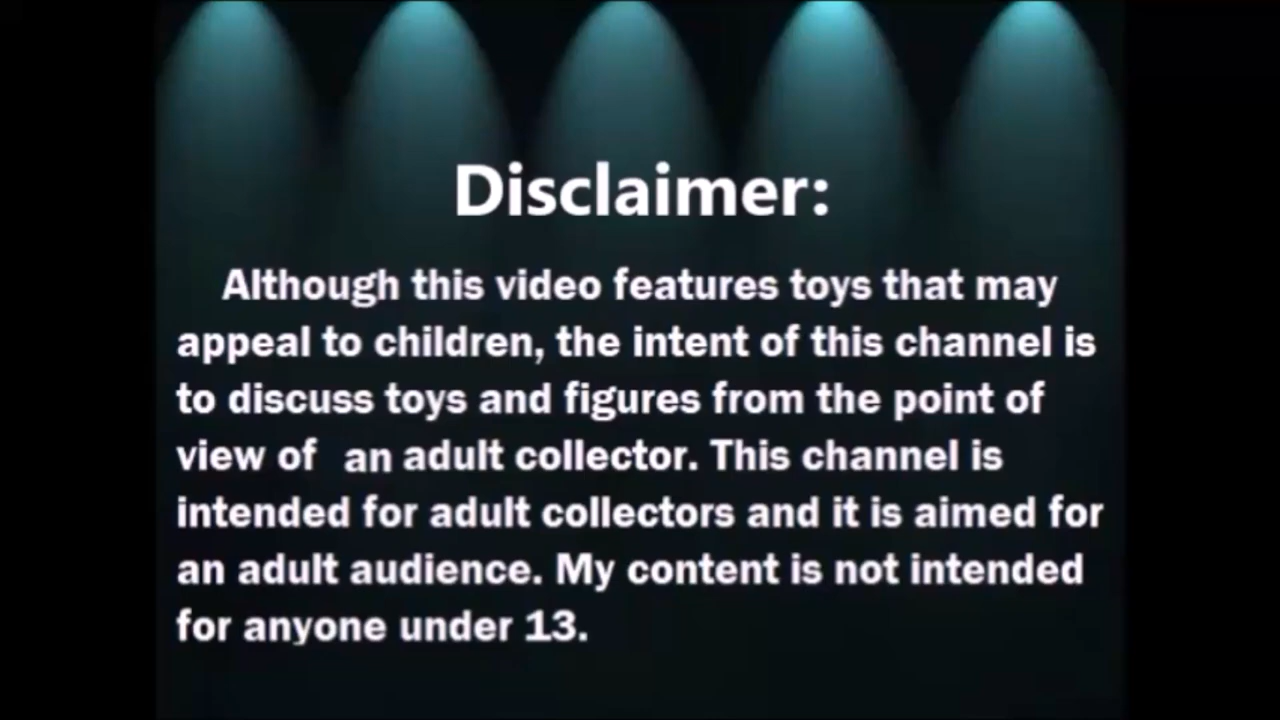 Disclaimer:
Although this video features toys that may
appeal to children, the intent of this channel is
to discuss toys and figures from the point of
view of an adult collector. This channel is
intended for adult collectors and it is aimed for
an adult audience. My content is not intended
for anyone under 13.